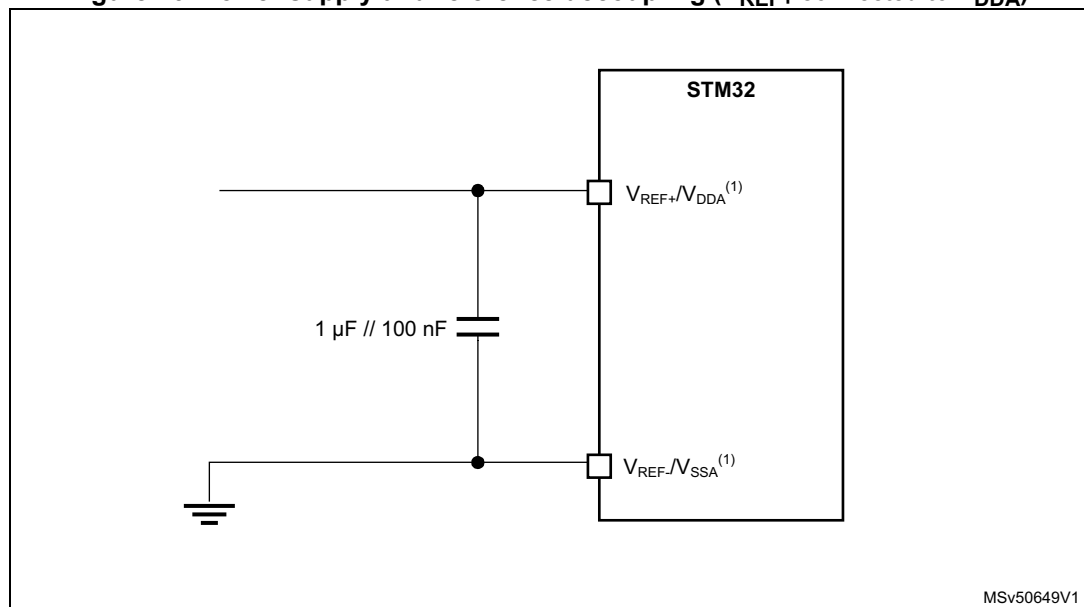 STM32
VREF+/VDDA(1)
1 µF // 100 nF
VREF-/VSSA(1)
MSv50649V1